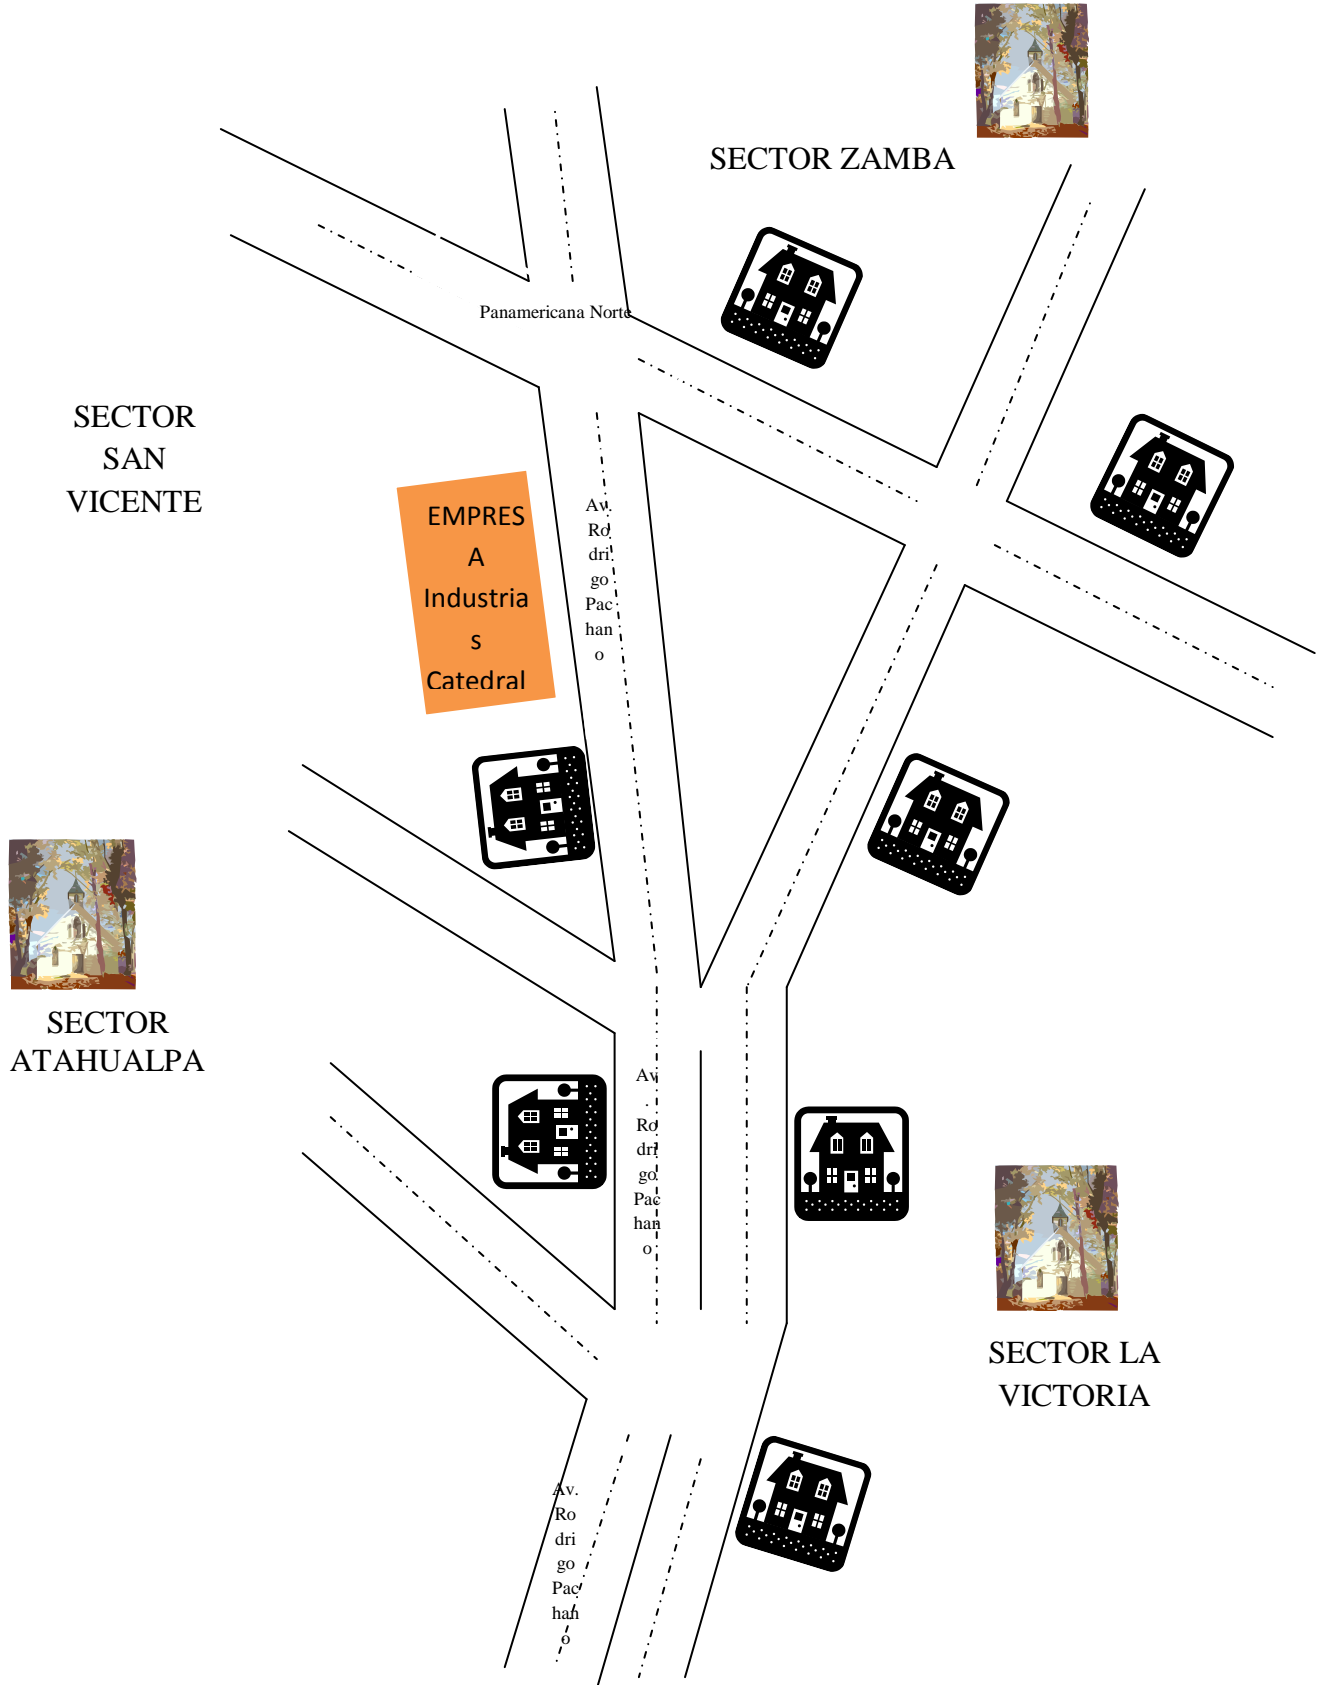 SECTOR ZAMBA
Panamericana Norte
SECTOR
SAN
VICENTE
EMPRES
A
Industria
s
Catedral
Av.
Ro
dri
go
Pac
han
o
SECTOR
ATAHUALPA
Av
.
Ro
dri
go
Pac
han
o
SECTOR LA
VICTORIA
Av.
Ro
dri
go
Pac
han
o